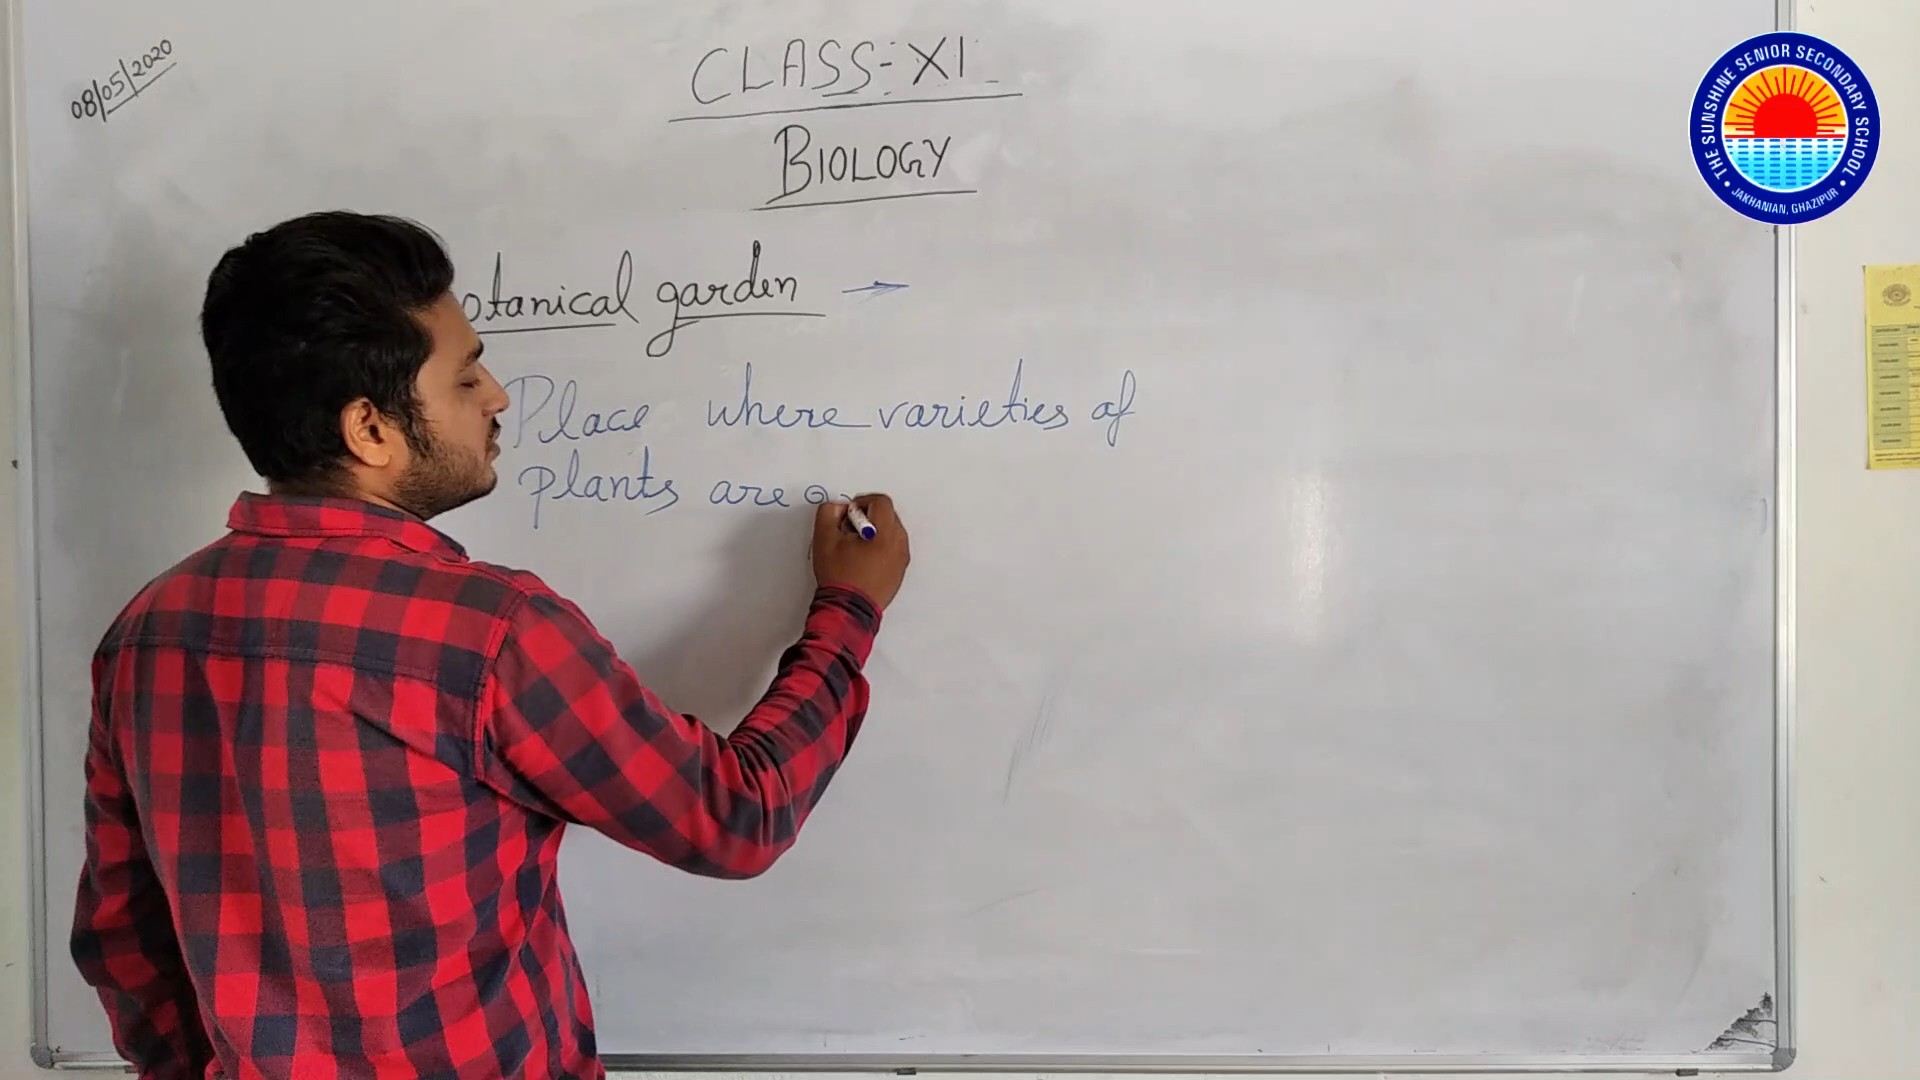 08/05/2020
CLASS-XI
BIOLOGY
otanical garden →
Place where varieties of
plants are
THE SUNSHINE SENIOR SECONDARY SCHOOL
JAKHANIAN, GHAZIPUR